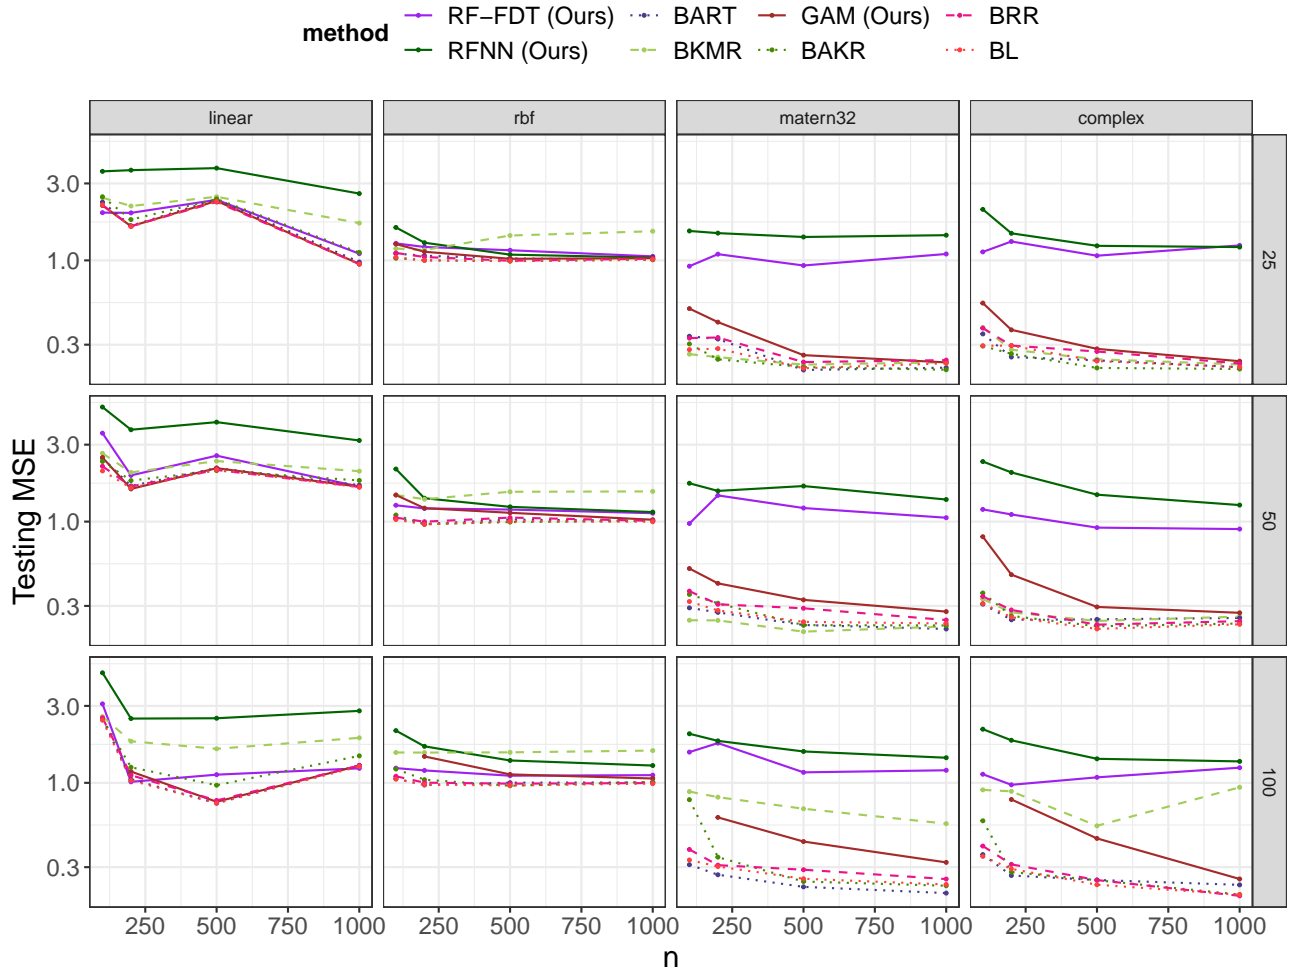 method
RF−FDT (Ours) BART GAM (Ours) BRR
RFNN (Ours) BKMR BAKR BL
linear rbf matern32 complex
3.0
1.0
0.3
25
3.0
1.0
0.3
50
3.0
1.0
0.3
100
Testing MSE
250 500 750 1000 250 500 750 1000 250 500 750 1000 250 500 750 1000
n